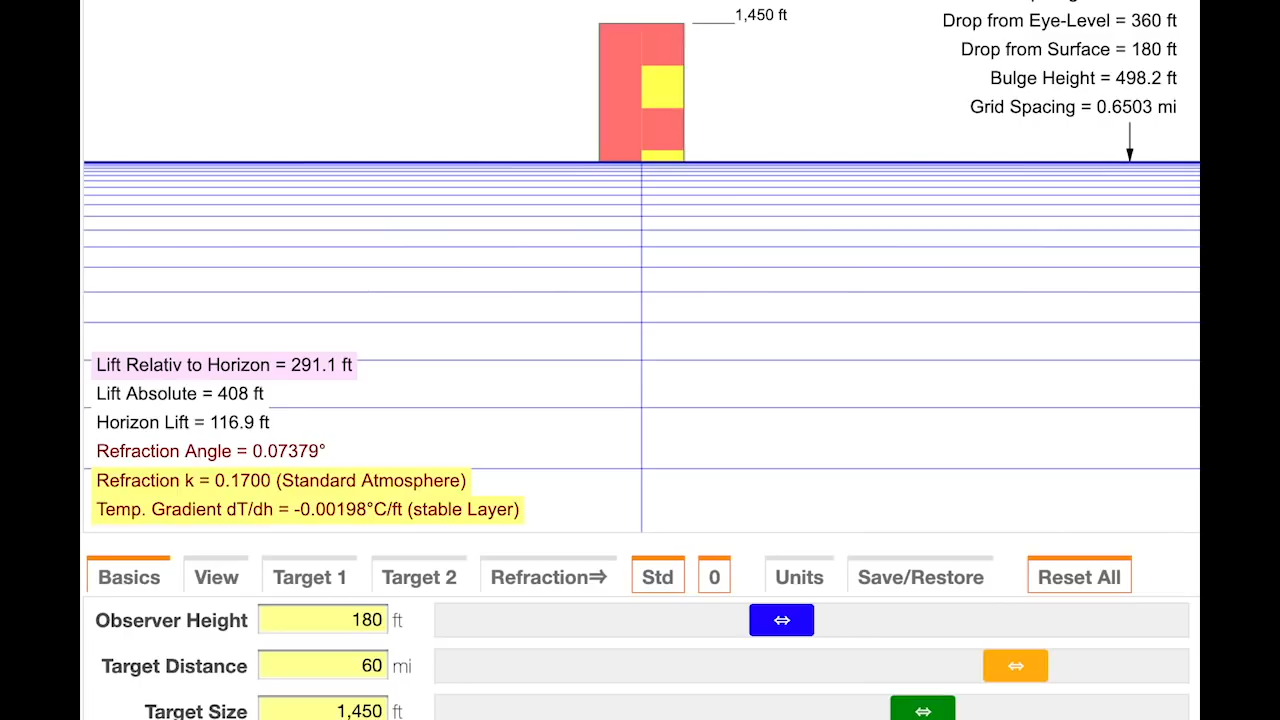 1,450 ft
Drop from Eye-Level = 360 ft
Drop from Surface = 180 ft
Bulge Height = 498.2 ft
Grid Spacing = 0.6503 mi
Lift Relativ to Horizon = 291.1 ft
Lift Absolute = 408 ft
Horizon Lift = 116.9 ft
Refraction Angle = 0.07379°
Refraction k = 0.1700 (Standard Atmosphere)
Temp. Gradient dT/dh = -0.00198°C/ft (stable Layer)
Basics View Target 1 Target 2 Refraction⇒ Std 0 Units Save/Restore Reset All
Observer Height 180 ft
Target Distance 60 mi
Target Size 1,450 ft